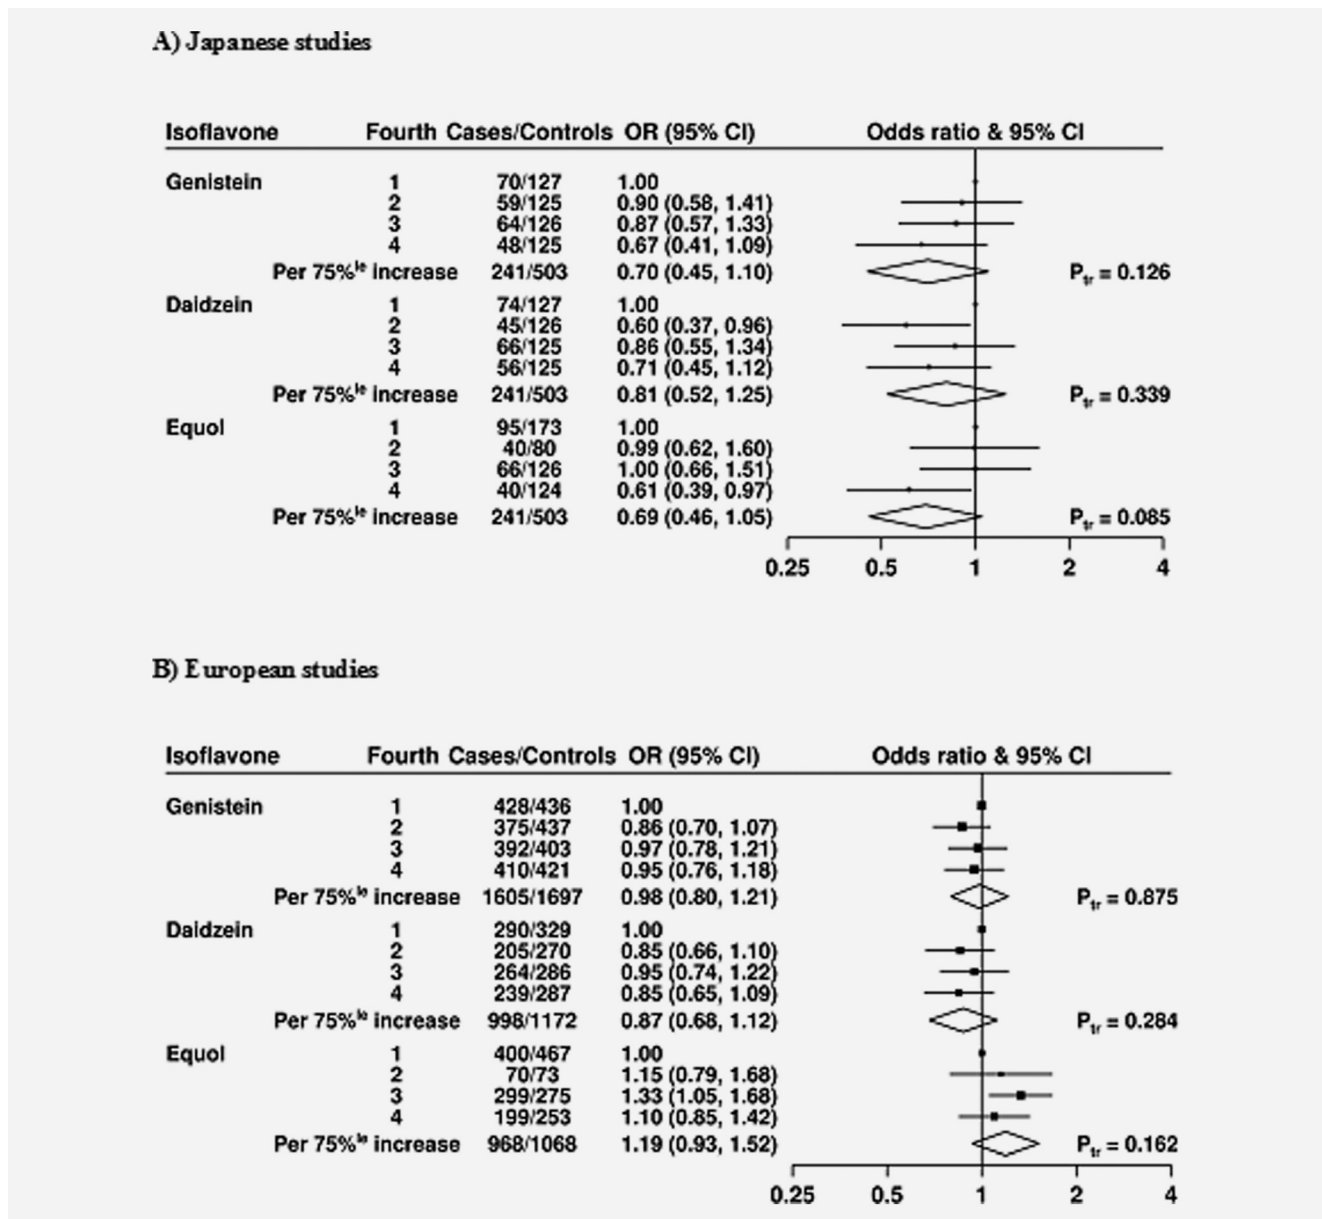 A) Japanese studies
Isoflavone Fourth Cases/Controls OR (95% CI) Odds ratio & 95% CI
Genistein 1 70/127 1.00
2 59/125 0.90 (0.58, 1.41)
3 64/126 0.87 (0.57, 1.33)
4 48/125 0.67 (0.41, 1.09)
Per 75%le increase 241/503 0.70 (0.45, 1.10) Ptr = 0.126
Daidzein 1 74/127 1.00
2 45/126 0.60 (0.37, 0.96)
3 66/125 0.86 (0.55, 1.34)
4 56/125 0.71 (0.45, 1.12)
Per 75%le increase 241/503 0.81 (0.52, 1.25) Ptr = 0.339
Equol 1 95/173 1.00
2 40/80 0.99 (0.62, 1.60)
3 66/126 1.00 (0.66, 1.51)
4 40/124 0.61 (0.39, 0.97)
Per 75%le increase 241/503 0.69 (0.46, 1.05) Ptr = 0.085
0.25 0.5 1 2 4
B) European studies
Isoflavone Fourth Cases/Controls OR (95% CI) Odds ratio & 95% CI
Genistein 1 428/436 1.00
2 375/437 0.86 (0.70, 1.07)
3 392/403 0.97 (0.78, 1.21)
4 410/421 0.95 (0.76, 1.18)
Per 75%le increase 1605/1697 0.98 (0.80, 1.21) Ptr = 0.875
Daidzein 1 290/329 1.00
2 205/270 0.85 (0.66, 1.10)
3 264/286 0.95 (0.74, 1.22)
4 239/287 0.85 (0.65, 1.09)
Per 75%le increase 998/1172 0.87 (0.68, 1.12) Ptr = 0.284
Equol 1 400/467 1.00
2 70/73 1.15 (0.79, 1.68)
3 299/275 1.33 (1.05, 1.68)
4 199/253 1.10 (0.85, 1.42)
Per 75%le increase 968/1068 1.19 (0.93, 1.52) Ptr = 0.162
0.25 0.5 1 2 4